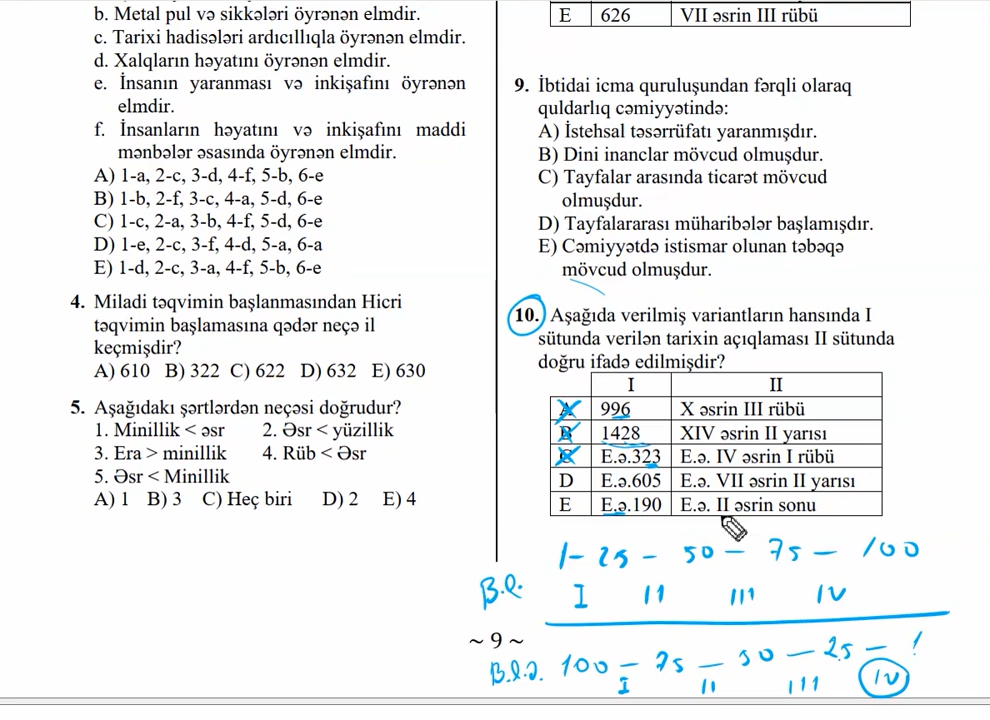 b. Metal pul və sikkələri öyrənən elmdir.
c. Tarixi hadisələri ardıcıllıqla öyrənən elmdir.
d. Xalqların həyatını öyrənən elmdir.
e. İnsanın yaranması və inkişafını öyrənən
elmdir.
f. İnsanların həyatını və inkişafını maddi
mənbələr əsasında öyrənən elmdir.
A) 1-a, 2-c, 3-d, 4-f, 5-b, 6-e
B) 1-b, 2-f, 3-c, 4-a, 5-d, 6-e
C) 1-c, 2-a, 3-b, 4-f, 5-d, 6-e
D) 1-e, 2-c, 3-f, 4-d, 5-a, 6-a
E) 1-d, 2-c, 3-a, 4-f, 5-b, 6-e
4. Miladi təqvimin başlanmasından Hicri
təqvimin başlamasına qədər neçə il
keçmişdir?
A) 610 B) 322 C) 622 D) 632 E) 630
5. Aşağıdakı şərtlərdən neçəsi doğrudur?
1. Minillik < əsr 2. Əsr < yüzillik
3. Era > minillik 4. Rüb < Əsr
5. Əsr < Minillik
A) 1 B) 3 C) Heç biri D) 2 E) 4
E 626 VII əsrin III rübü
9. İbtidai icma quruluşundan fərqli olaraq
quldarlıq cəmiyyətində:
A) İstehsal təsərrüfatı yaranmışdır.
B) Dini inanclar mövcud olmuşdur.
C) Tayfalar arasında ticarət mövcud
olmuşdur.
D) Tayfalararası müharibələr başlamışdır.
E) Cəmiyyətdə istismar olunan təbəqə
mövcud olmuşdur.
10. Aşağıda verilmiş variantların hansında I
sütunda verilən tarixin açıqlaması II sütunda
doğru ifadə edilmişdir?
I II
A 996 X əsrin III rübü
B 1428 XIV əsrin II yarısı
C E.ə.323 E.ə. IV əsrin I rübü
D E.ə.605 E.ə. VII əsrin II yarısı
E E.ə.190 E.ə. II əsrin sonu
1 - 25 - 50 - 75 - 100
B.e. I II III IV
~ 9 ~
B.e.ə. 100 - 75 - 50 - 25 - 1
I II III IV